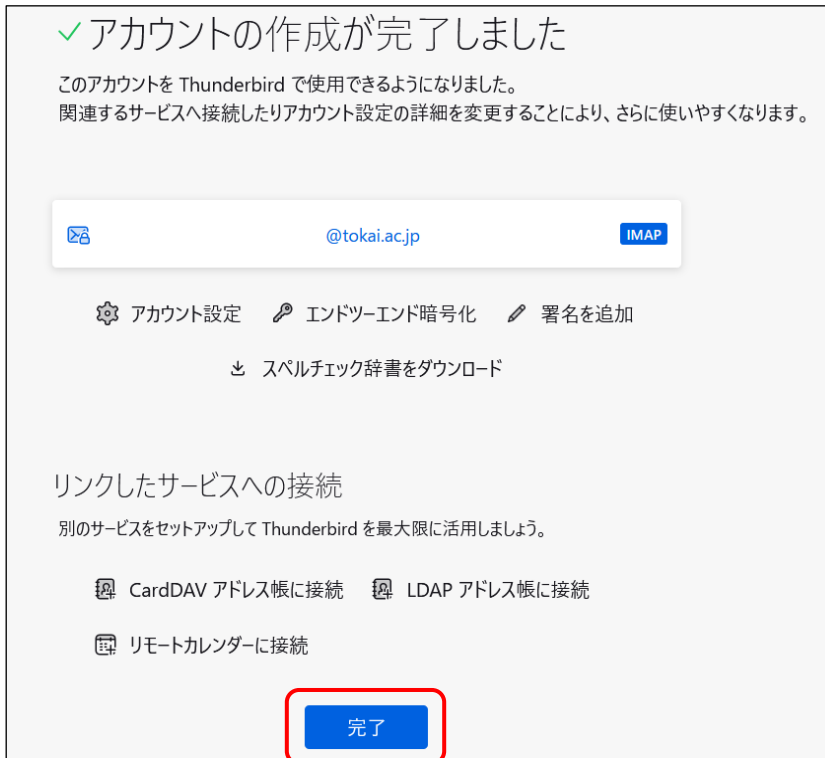 アカウントの作成が完了しました
このアカウントを Thunderbird で使用できるようになりました。
関連するサービスへ接続したりアカウント設定の詳細を変更することにより、さらに使いやすくなります。
@tokai.ac.jp IMAP
アカウント設定 エンドツーエンド暗号化 署名を追加
スペルチェック辞書をダウンロード
リンクしたサービスへの接続
別のサービスをセットアップして Thunderbird を最大限に活用しましょう。
CardDAV アドレス帳に接続 LDAP アドレス帳に接続
リモートカレンダーに接続
完了